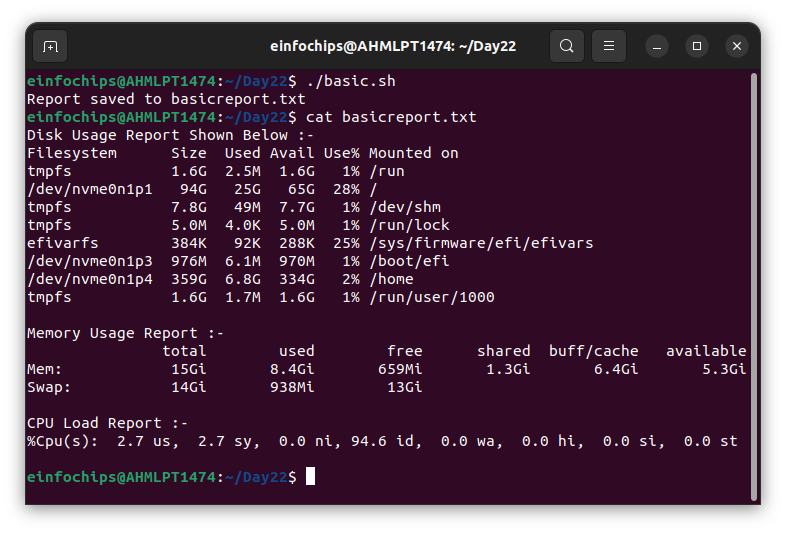 einfochips@AHMLPT1474: ~/Day22
einfochips@AHMLPT1474:~/Day22$ ./basic.sh
Report saved to basicreport.txt
einfochips@AHMLPT1474:~/Day22$ cat basicreport.txt
Disk Usage Report Shown Below :-
Filesystem      Size  Used Avail Use% Mounted on
tmpfs           1.6G  2.5M  1.6G   1% /run
/dev/nvme0n1p1   94G   25G   65G  28% /
tmpfs           7.8G   49M  7.7G   1% /dev/shm
tmpfs           5.0M  4.0K  5.0M   1% /run/lock
efivarfs        384K   92K  288K  25% /sys/firmware/efi/efivars
/dev/nvme0n1p3  976M  6.1M  970M   1% /boot/efi
/dev/nvme0n1p4  359G  6.8G  334G   2% /home
tmpfs           1.6G  1.7M  1.6G   1% /run/user/1000
Memory Usage Report :-
               total        used        free      shared  buff/cache   available
Mem:            15Gi       8.4Gi       659Mi       1.3Gi       6.4Gi       5.3Gi
Swap:           14Gi       938Mi        13Gi
CPU Load Report :-
%Cpu(s):  2.7 us,  2.7 sy,  0.0 ni, 94.6 id,  0.0 wa,  0.0 hi,  0.0 si,  0.0 st
einfochips@AHMLPT1474:~/Day22$